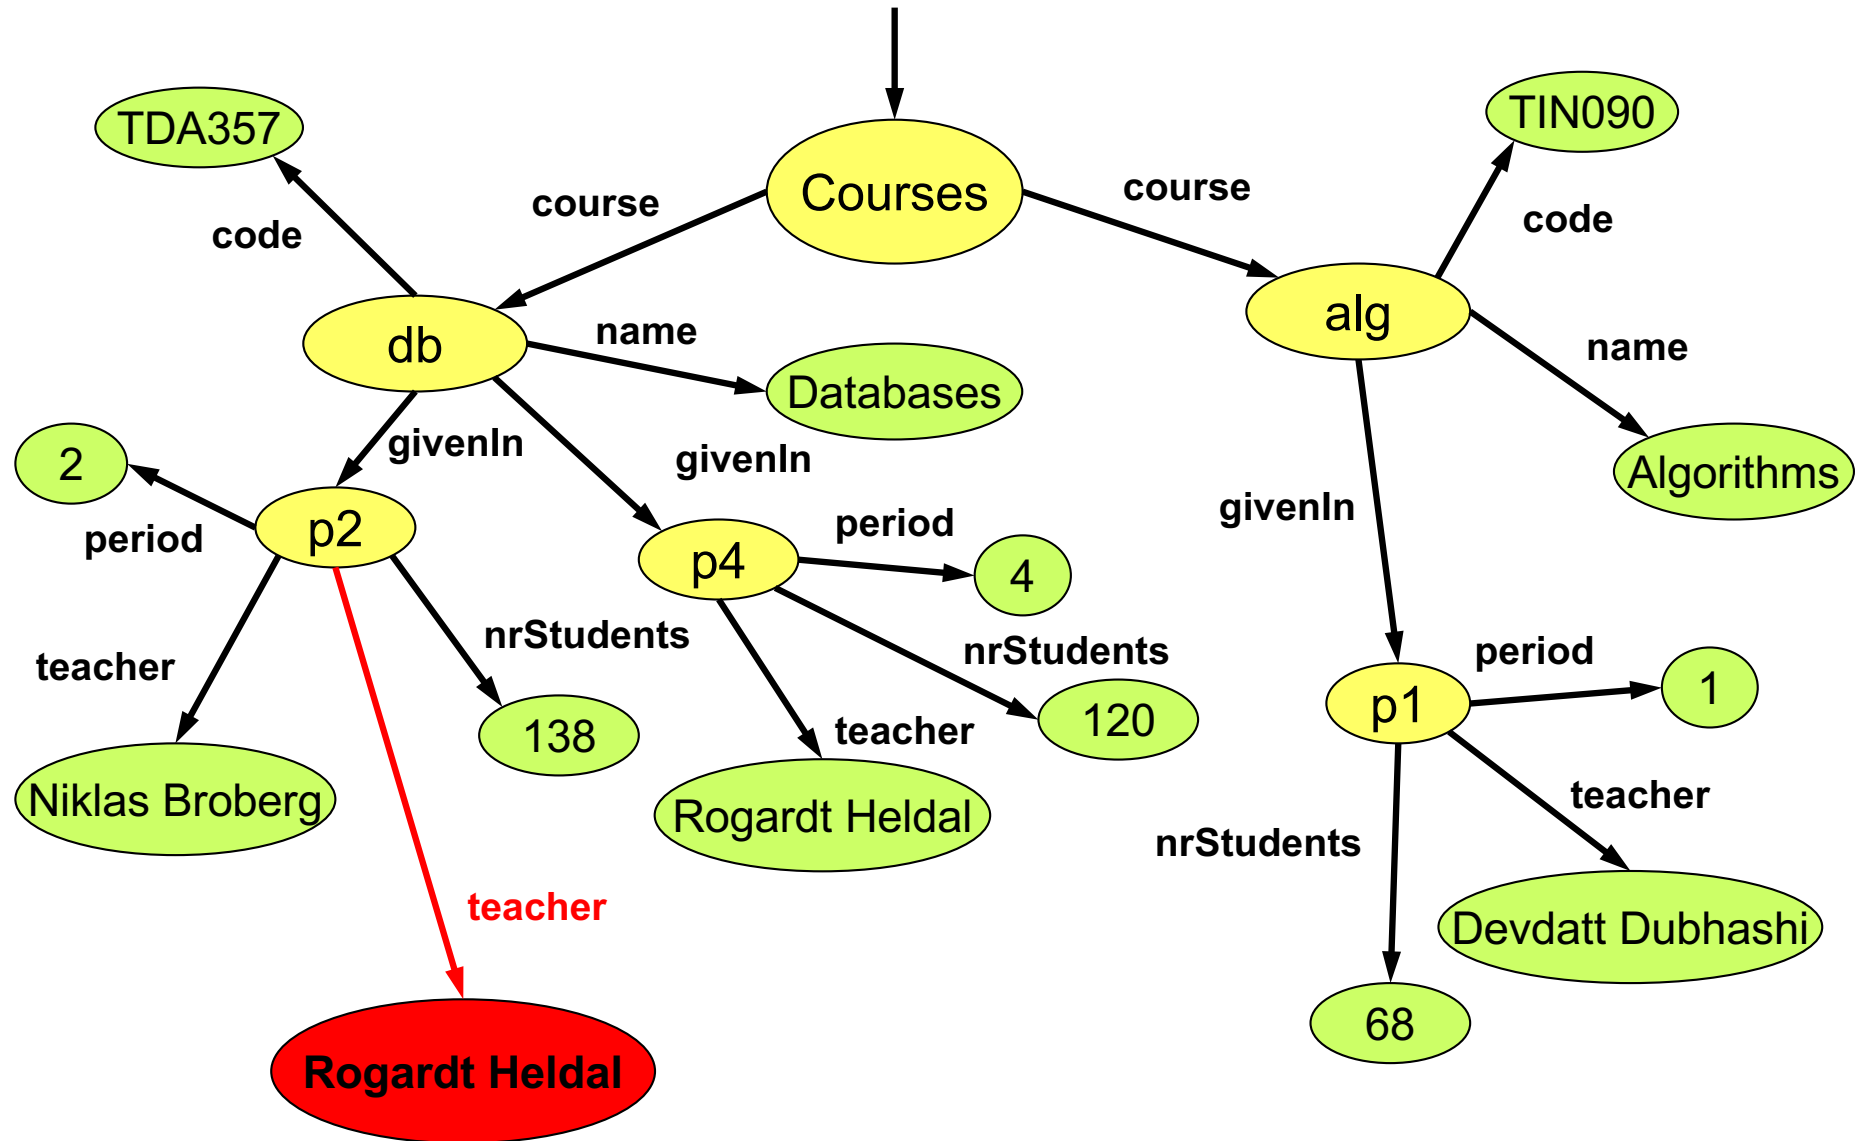 TDA357
TIN090
Courses
course
course
code
code
alg
db
name
name
Databases
givenIn
givenIn
2
Algorithms
givenIn
period
p2
period
p4
4
nrStudents
teacher
nrStudents
period
1
p1
138
120
teacher
Niklas Broberg
Rogardt Heldal
teacher
nrStudents
teacher
Devdatt Dubhashi
68
Rogardt Heldal